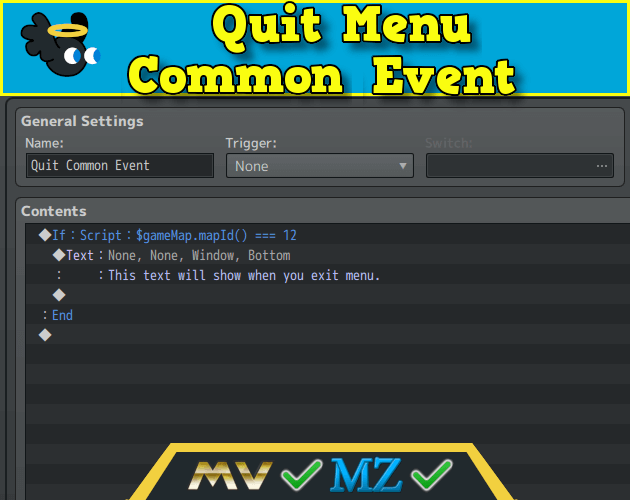 Quit Menu
Common Event
General Settings
Name:
Trigger:
Switch:
Quit Common Event
None
...
Contents
◆If：Script：$gameMap.mapId() === 12
◆Text：None, None, Window, Bottom
：　　：This text will show when you exit menu.
◆
：End
◆
MV MZ